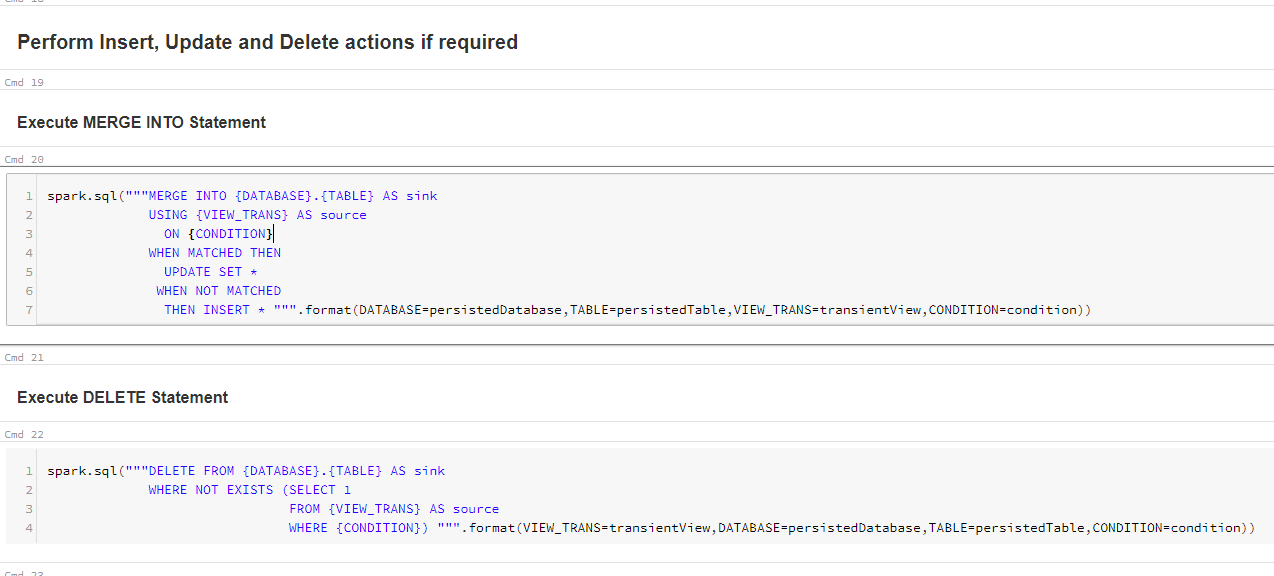 Cmd 18
Perform Insert, Update and Delete actions if required
Cmd 19
Execute MERGE INTO Statement
Cmd 20
1 spark.sql("""MERGE INTO {DATABASE}.{TABLE} AS sink
2 USING {VIEW_TRANS} AS source
3 ON {CONDITION}
4 WHEN MATCHED THEN
5 UPDATE SET *
6 WHEN NOT MATCHED
7 THEN INSERT * """.format(DATABASE=persistedDatabase,TABLE=persistedTable,VIEW_TRANS=transientView,CONDITION=condition))
Cmd 21
Execute DELETE Statement
Cmd 22
1 spark.sql("""DELETE FROM {DATABASE}.{TABLE} AS sink
2 WHERE NOT EXISTS (SELECT 1
3 FROM {VIEW_TRANS} AS source
4 WHERE {CONDITION}) """.format(VIEW_TRANS=transientView,DATABASE=persistedDatabase,TABLE=persistedTable,CONDITION=condition))
Cmd 23